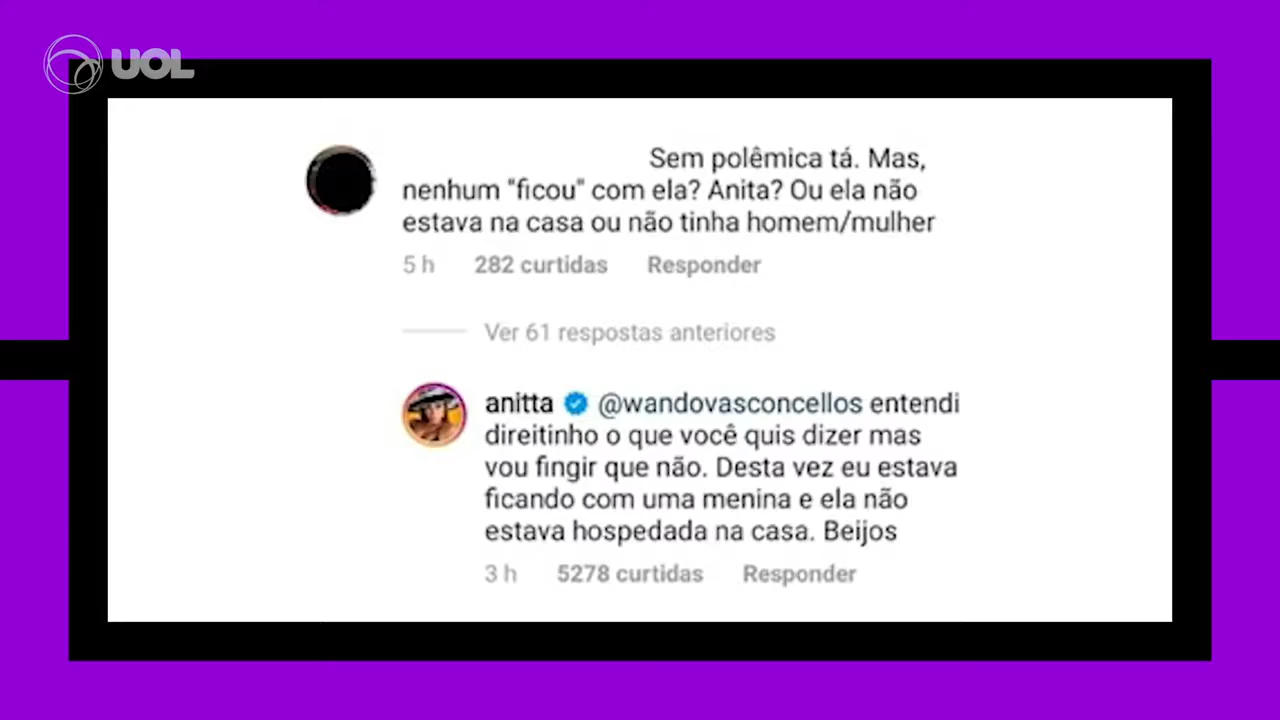 UOL
Sem polêmica tá. Mas,
nenhum "ficou" com ela? Anita? Ou ela não
estava na casa ou não tinha homem/mulher
5 h 282 curtidas Responder
Ver 61 respostas anteriores
anitta @wandovasconcellos entendi
direitinho o que você quis dizer mas
vou fingir que não. Desta vez eu estava
ficando com uma menina e ela não
estava hospedada na casa. Beijos
3 h 5278 curtidas Responder